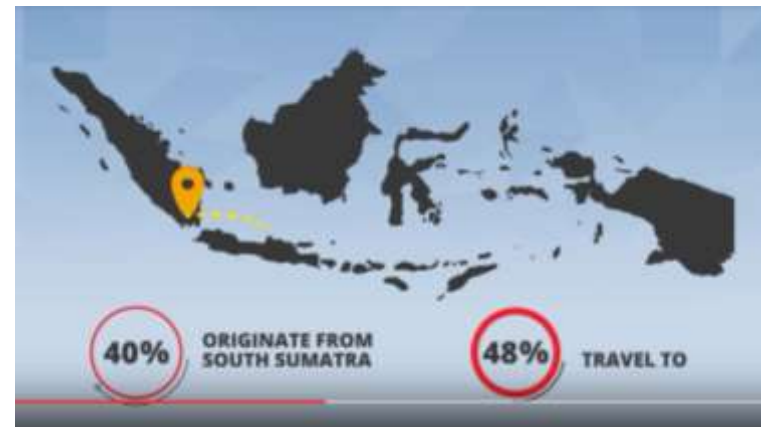 40%
ORIGINATE FROM
SOUTH SUMATRA
48%
TRAVEL TO